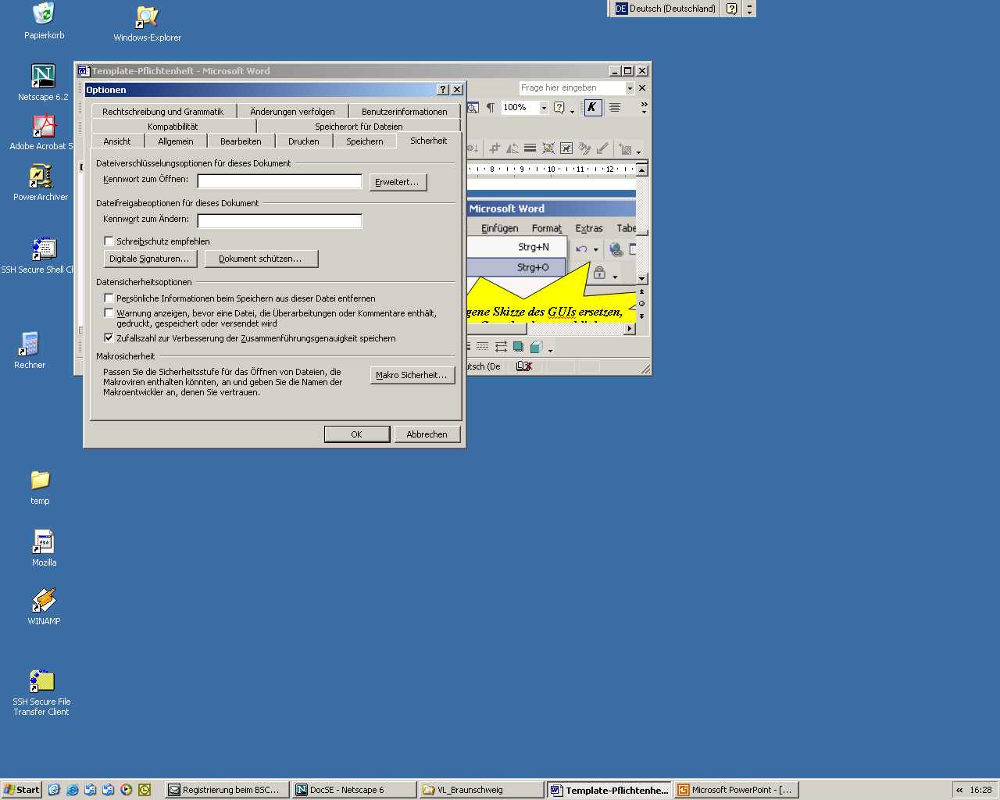 DE Deutsch (Deutschland)
Papierkorb
Windows-Explorer
Netscape 6.2
Adobe Acrobat 5
PowerArchiver
SSH Secure Shell Cl
Rechner
temp
Mozilla
WINAMP
SSH Secure File
Transfer Client
Template-Pflichtenheft - Microsoft Word
Frage hier eingeben
100%
K
8 9 10 11 12
Microsoft Word
Einfügen Format Extras Tabe
Strg+N
Strg+O
gene Skizze des GUIs ersetzen,
utsch (De
Optionen
Rechtschreibung und Grammatik Änderungen verfolgen Benutzerinformationen
Kompatibilität Speicherort für Dateien
Ansicht Allgemein Bearbeiten Drucken Speichern Sicherheit
Dateiverschlüsselungsoptionen für dieses Dokument
Kennwort zum Öffnen: Erweitert...
Dateifreigabeoptionen für dieses Dokument
Kennwort zum Ändern:
Schreibschutz empfehlen
Digitale Signaturen... Dokument schützen...
Datensicherheitsoptionen
Persönliche Informationen beim Speichern aus dieser Datei entfernen
Warnung anzeigen, bevor eine Datei, die Überarbeitungen oder Kommentare enthält,
gedruckt, gespeichert oder versendet wird
Zufallszahl zur Verbesserung der Zusammenführungsgenauigkeit speichern
Makrosicherheit
Passen Sie die Sicherheitsstufe für das Öffnen von Dateien, die
Makroviren enthalten könnten, an und geben Sie die Namen der
Makroentwickler an, denen Sie vertrauen.
Makro Sicherheit...
OK Abbrechen
Start Registrierung beim BSC... DocSE - Netscape 6 VL_Braunschweig Template-Pflichtenhe... Microsoft PowerPoint - [... « 16:28